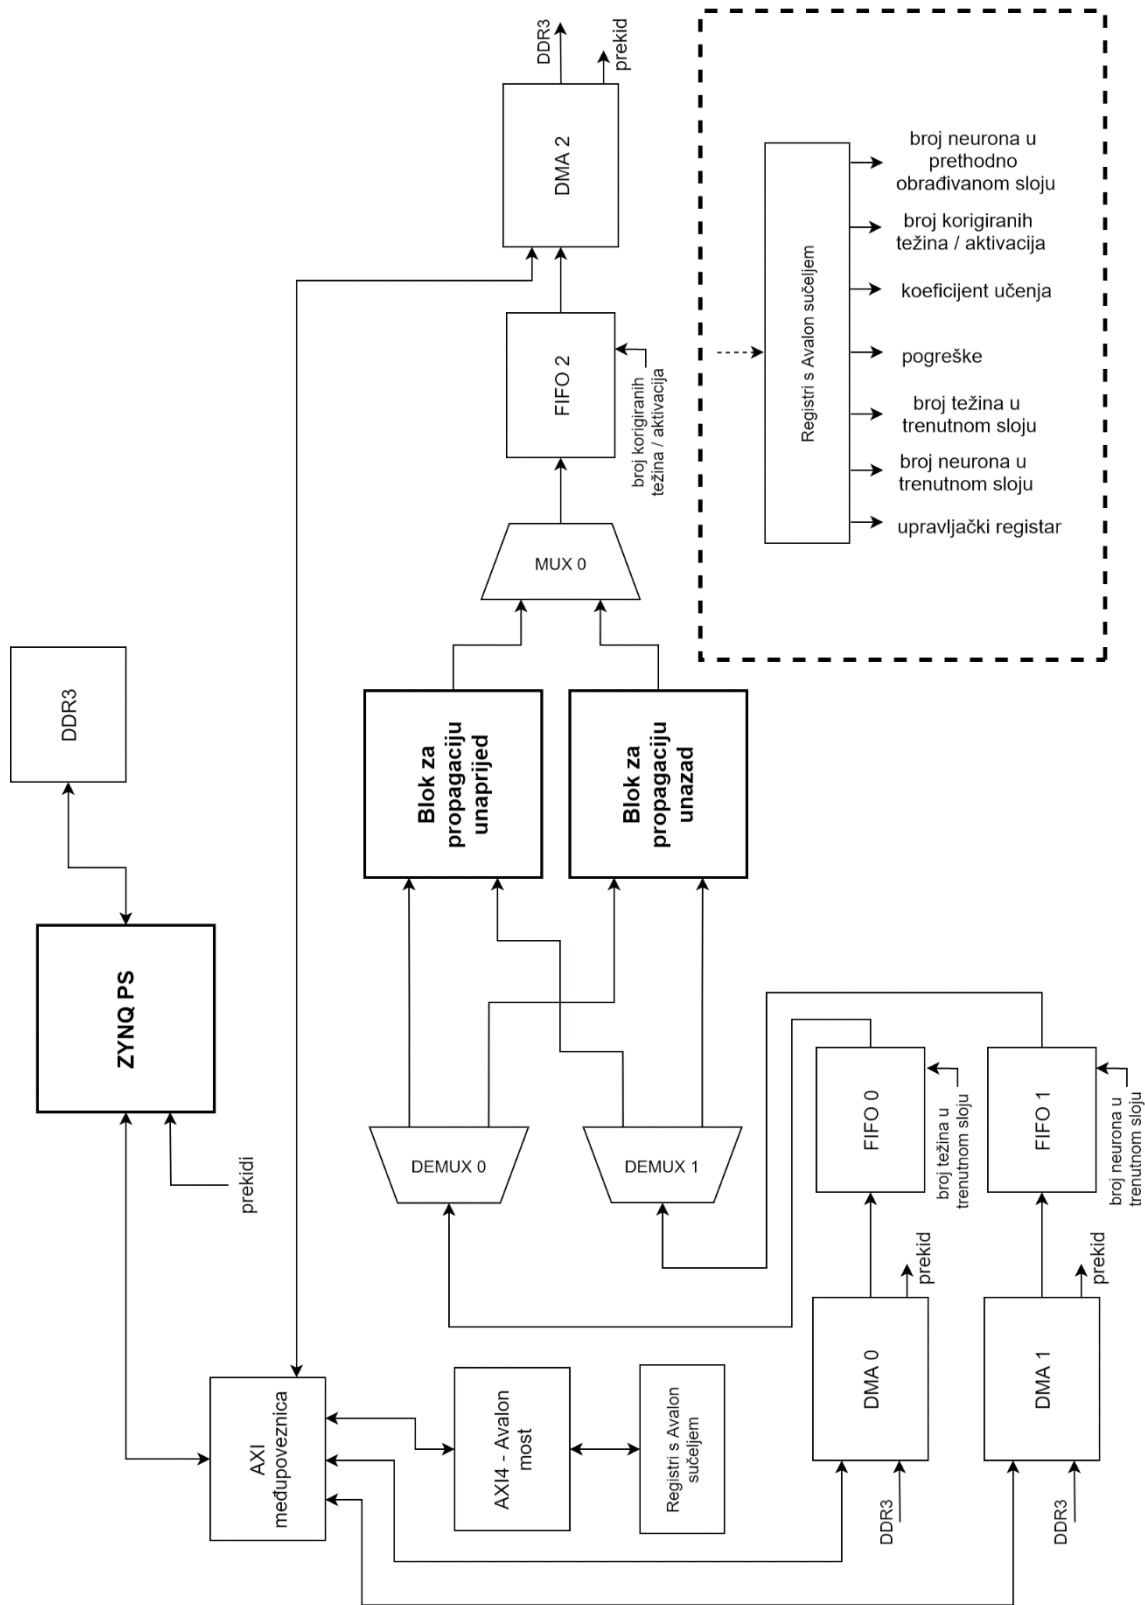 DDR3
prekid
DMA 2
FIFO 2
broj korigiranih
težina / aktivacija
MUX 0
DDR3
ZYNQ PS
prekidi
Blok za
propagaciju
unaprijed
Blok za
propagaciju
unazad
DEMUX 0
DEMUX 1
FIFO 0
broj težina u
trenutnom sloju
FIFO 1
broj neurona u
trenutnom sloju
AXI
međupoveznica
AXI4 - Avalon
most
Registri s Avalon
sučeljem
DMA 0
prekid
DDR3
DMA 1
prekid
DDR3
Registri s Avalon sučeljem
broj neurona u
prethodno
obrađivanom sloju
broj korigiranih
težina / aktivacija
koeficijent učenja
pogreške
broj težina u
trenutnom sloju
broj neurona u
trenutnom sloju
upravljački registar